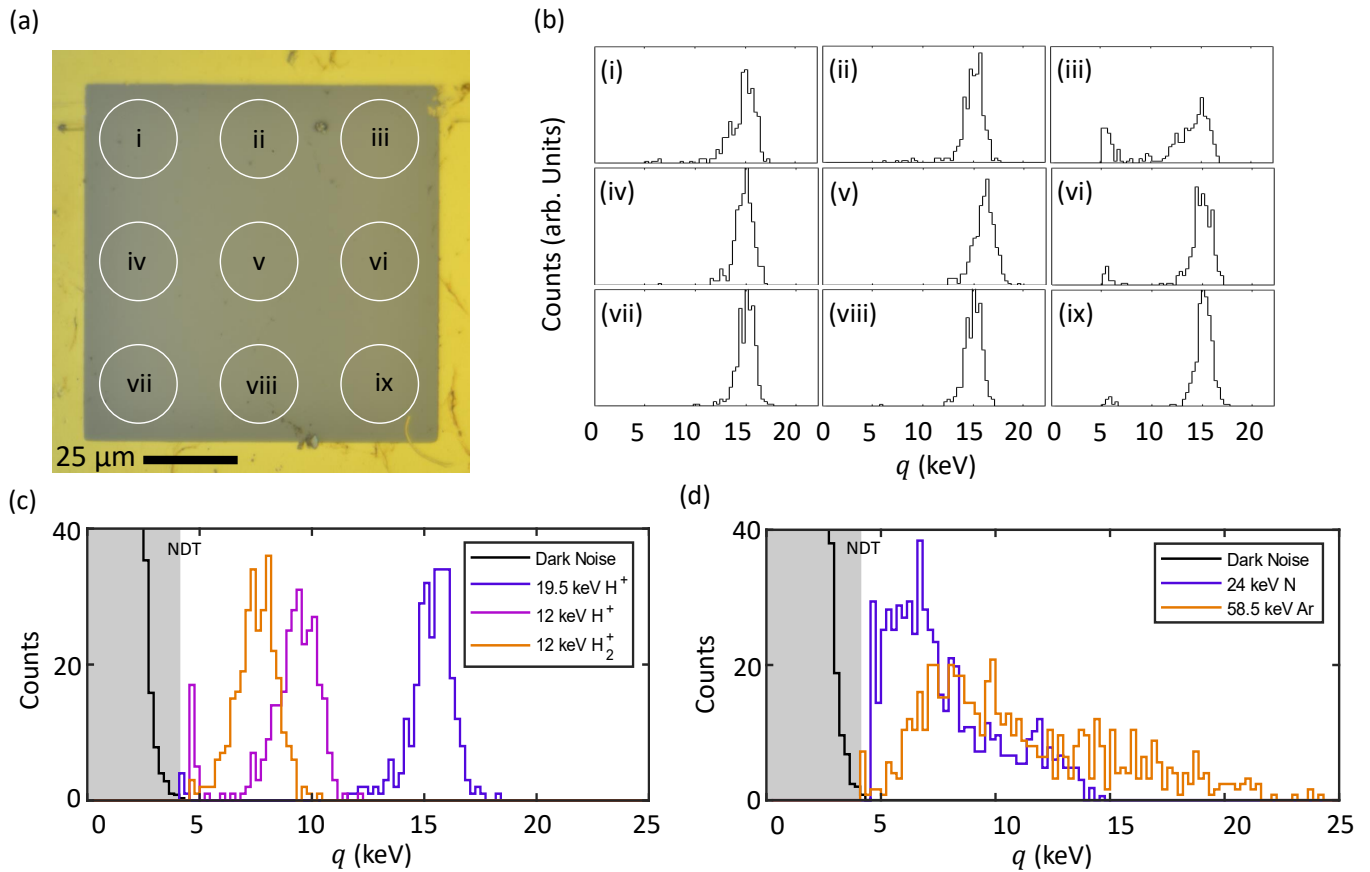 (a)
(b)
i
ii
iii
iv
v
vi
vii
viii
ix
25 µm
Counts (arb. Units)
(i)
(ii)
(iii)
(iv)
(v)
(vi)
(vii)
(viii)
(ix)
0 5 10 15 20 0 5 10 15 20 0 5 10 15 20
q (keV)
(c)
40
20
0
Counts
NDT
Dark Noise
19.5 keV H⁺
12 keV H⁺
12 keV H₂⁺
0 5 10 15 20 25
q (keV)
(d)
40
20
0
Counts
NDT
Dark Noise
24 keV N
58.5 keV Ar
0 5 10 15 20 25
q (keV)